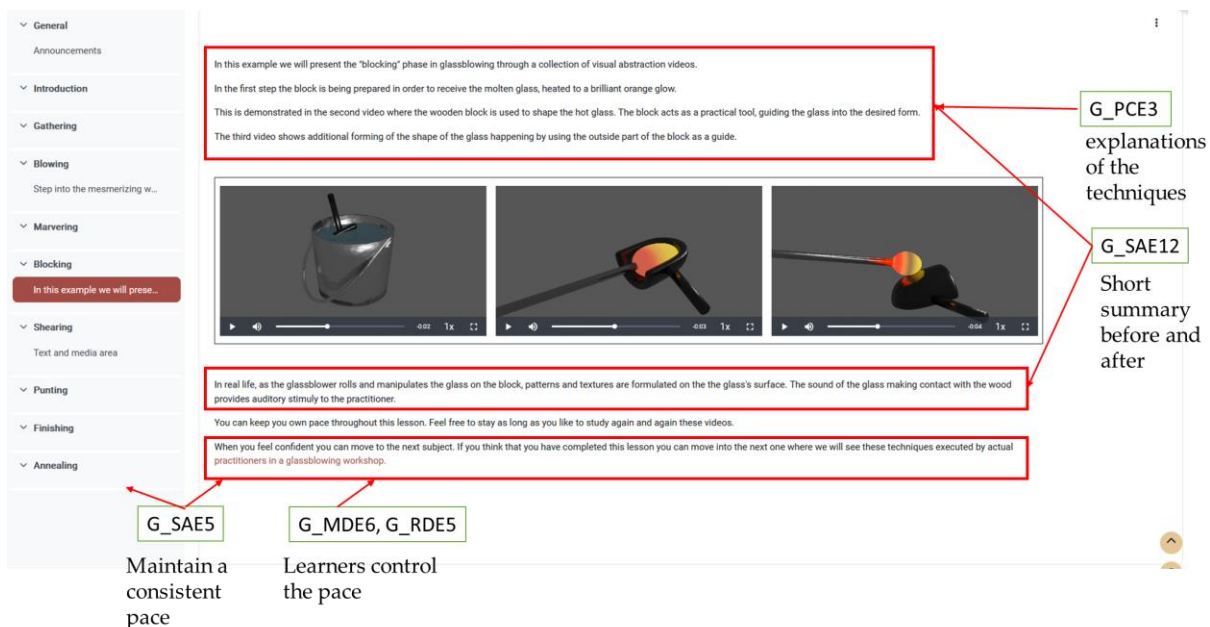 General
Announcements
Introduction
Gathering
Blowing
Step into the mesmerizing w...
Marvering
Blocking
In this example we will prese...
Shearing
Text and media area
Punting
Finishing
Annealing
In this example we will present the "blocking" phase in glassblowing through a collection of visual abstraction videos.
In the first step the block is being prepared in order to receive the molten glass, heated to a brilliant orange glow.
This is demonstrated in the second video where the wooden block is used to shape the hot glass. The block acts as a practical tool, guiding the glass into the desired form.
The third video shows additional forming of the shape of the glass happening by using the outside part of the block as a guide.
-0:02 1x
-0:03 1x
-0:04 1x
In real life, as the glassblower rolls and manipulates the glass on the block, patterns and textures are formulated on the the glass's surface. The sound of the glass making contact with the wood
provides auditory stimuly to the practitioner.
You can keep you own pace throughout this lesson. Feel free to stay as long as you like to study again and again these videos.
When you feel confident you can move to the next subject. If you think that you have completed this lesson you can move into the next one where we will see these techniques executed by actual
practitioners in a glassblowing workshop.
G_PCE3
explanations
of the
techniques
G_SAE12
Short
summary
before and
after
G_SAE5
Maintain a
consistent
pace
G_MDE6, G_RDE5
Learners control
the pace